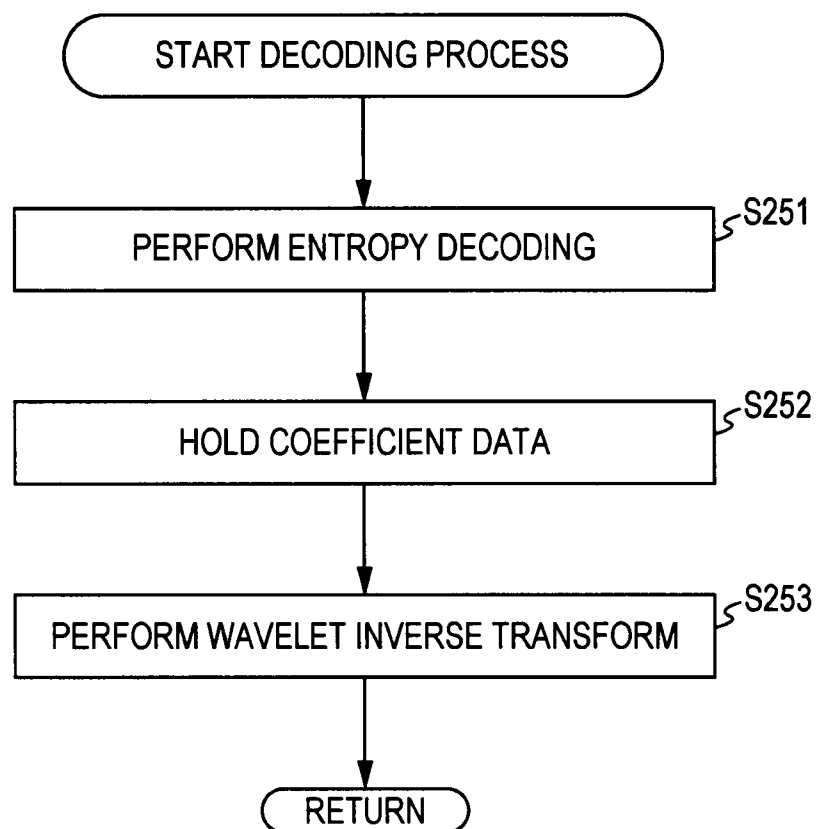 START DECODING PROCESS
S251
PERFORM ENTROPY DECODING
S252
HOLD COEFFICIENT DATA
S253
PERFORM WAVELET INVERSE TRANSFORM
RETURN